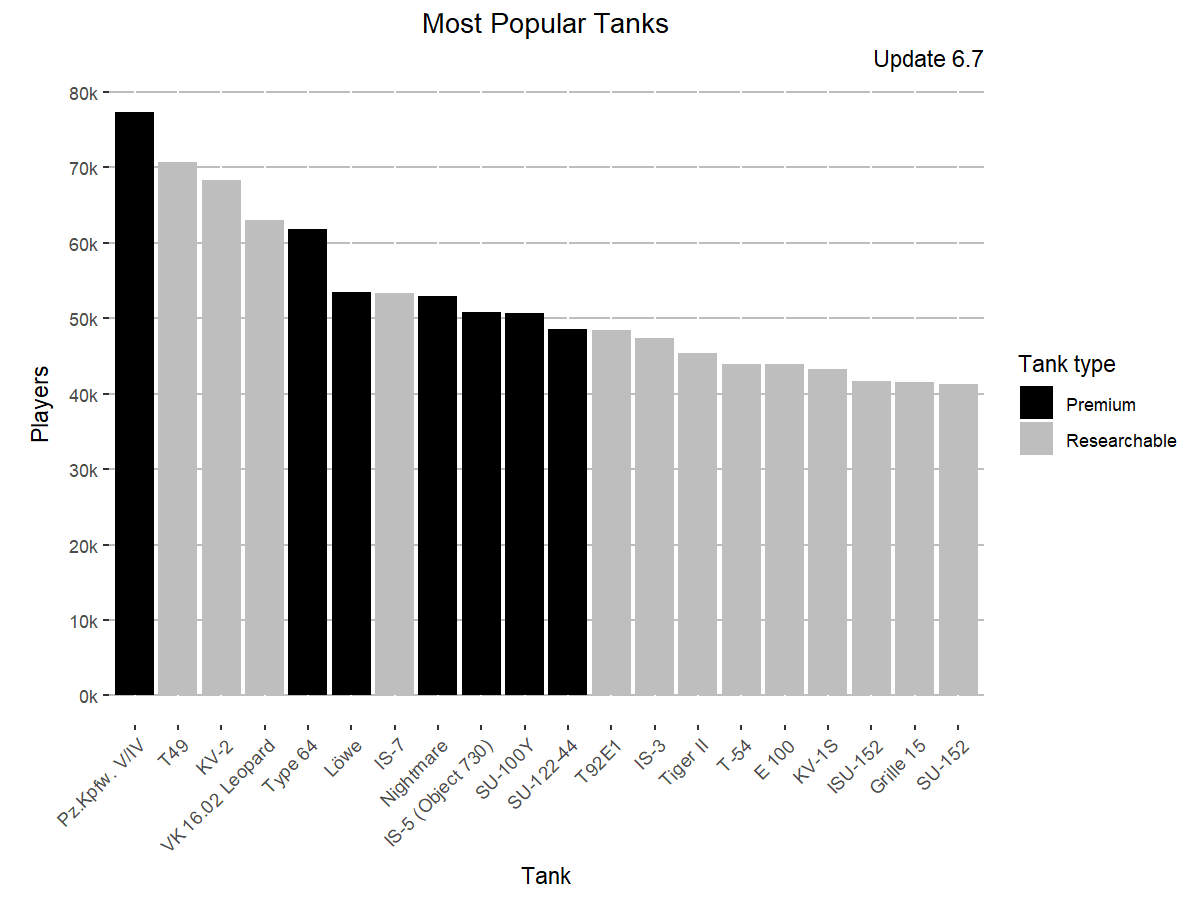 Most Popular Tanks
Update 6.7
80k
70k
60k
50k
40k
30k
20k
10k
0k
Players
Pz.Kpfw. V/IV
T49
KV-2
VK 16.02 Leopard
Type 64
Löwe
IS-7
Nightmare
IS-5 (Object 730)
SU-100Y
SU-122-44
T92E1
IS-3
Tiger II
T-54
E 100
KV-1S
ISU-152
Grille 15
SU-152
Tank
Tank type
Premium
Researchable